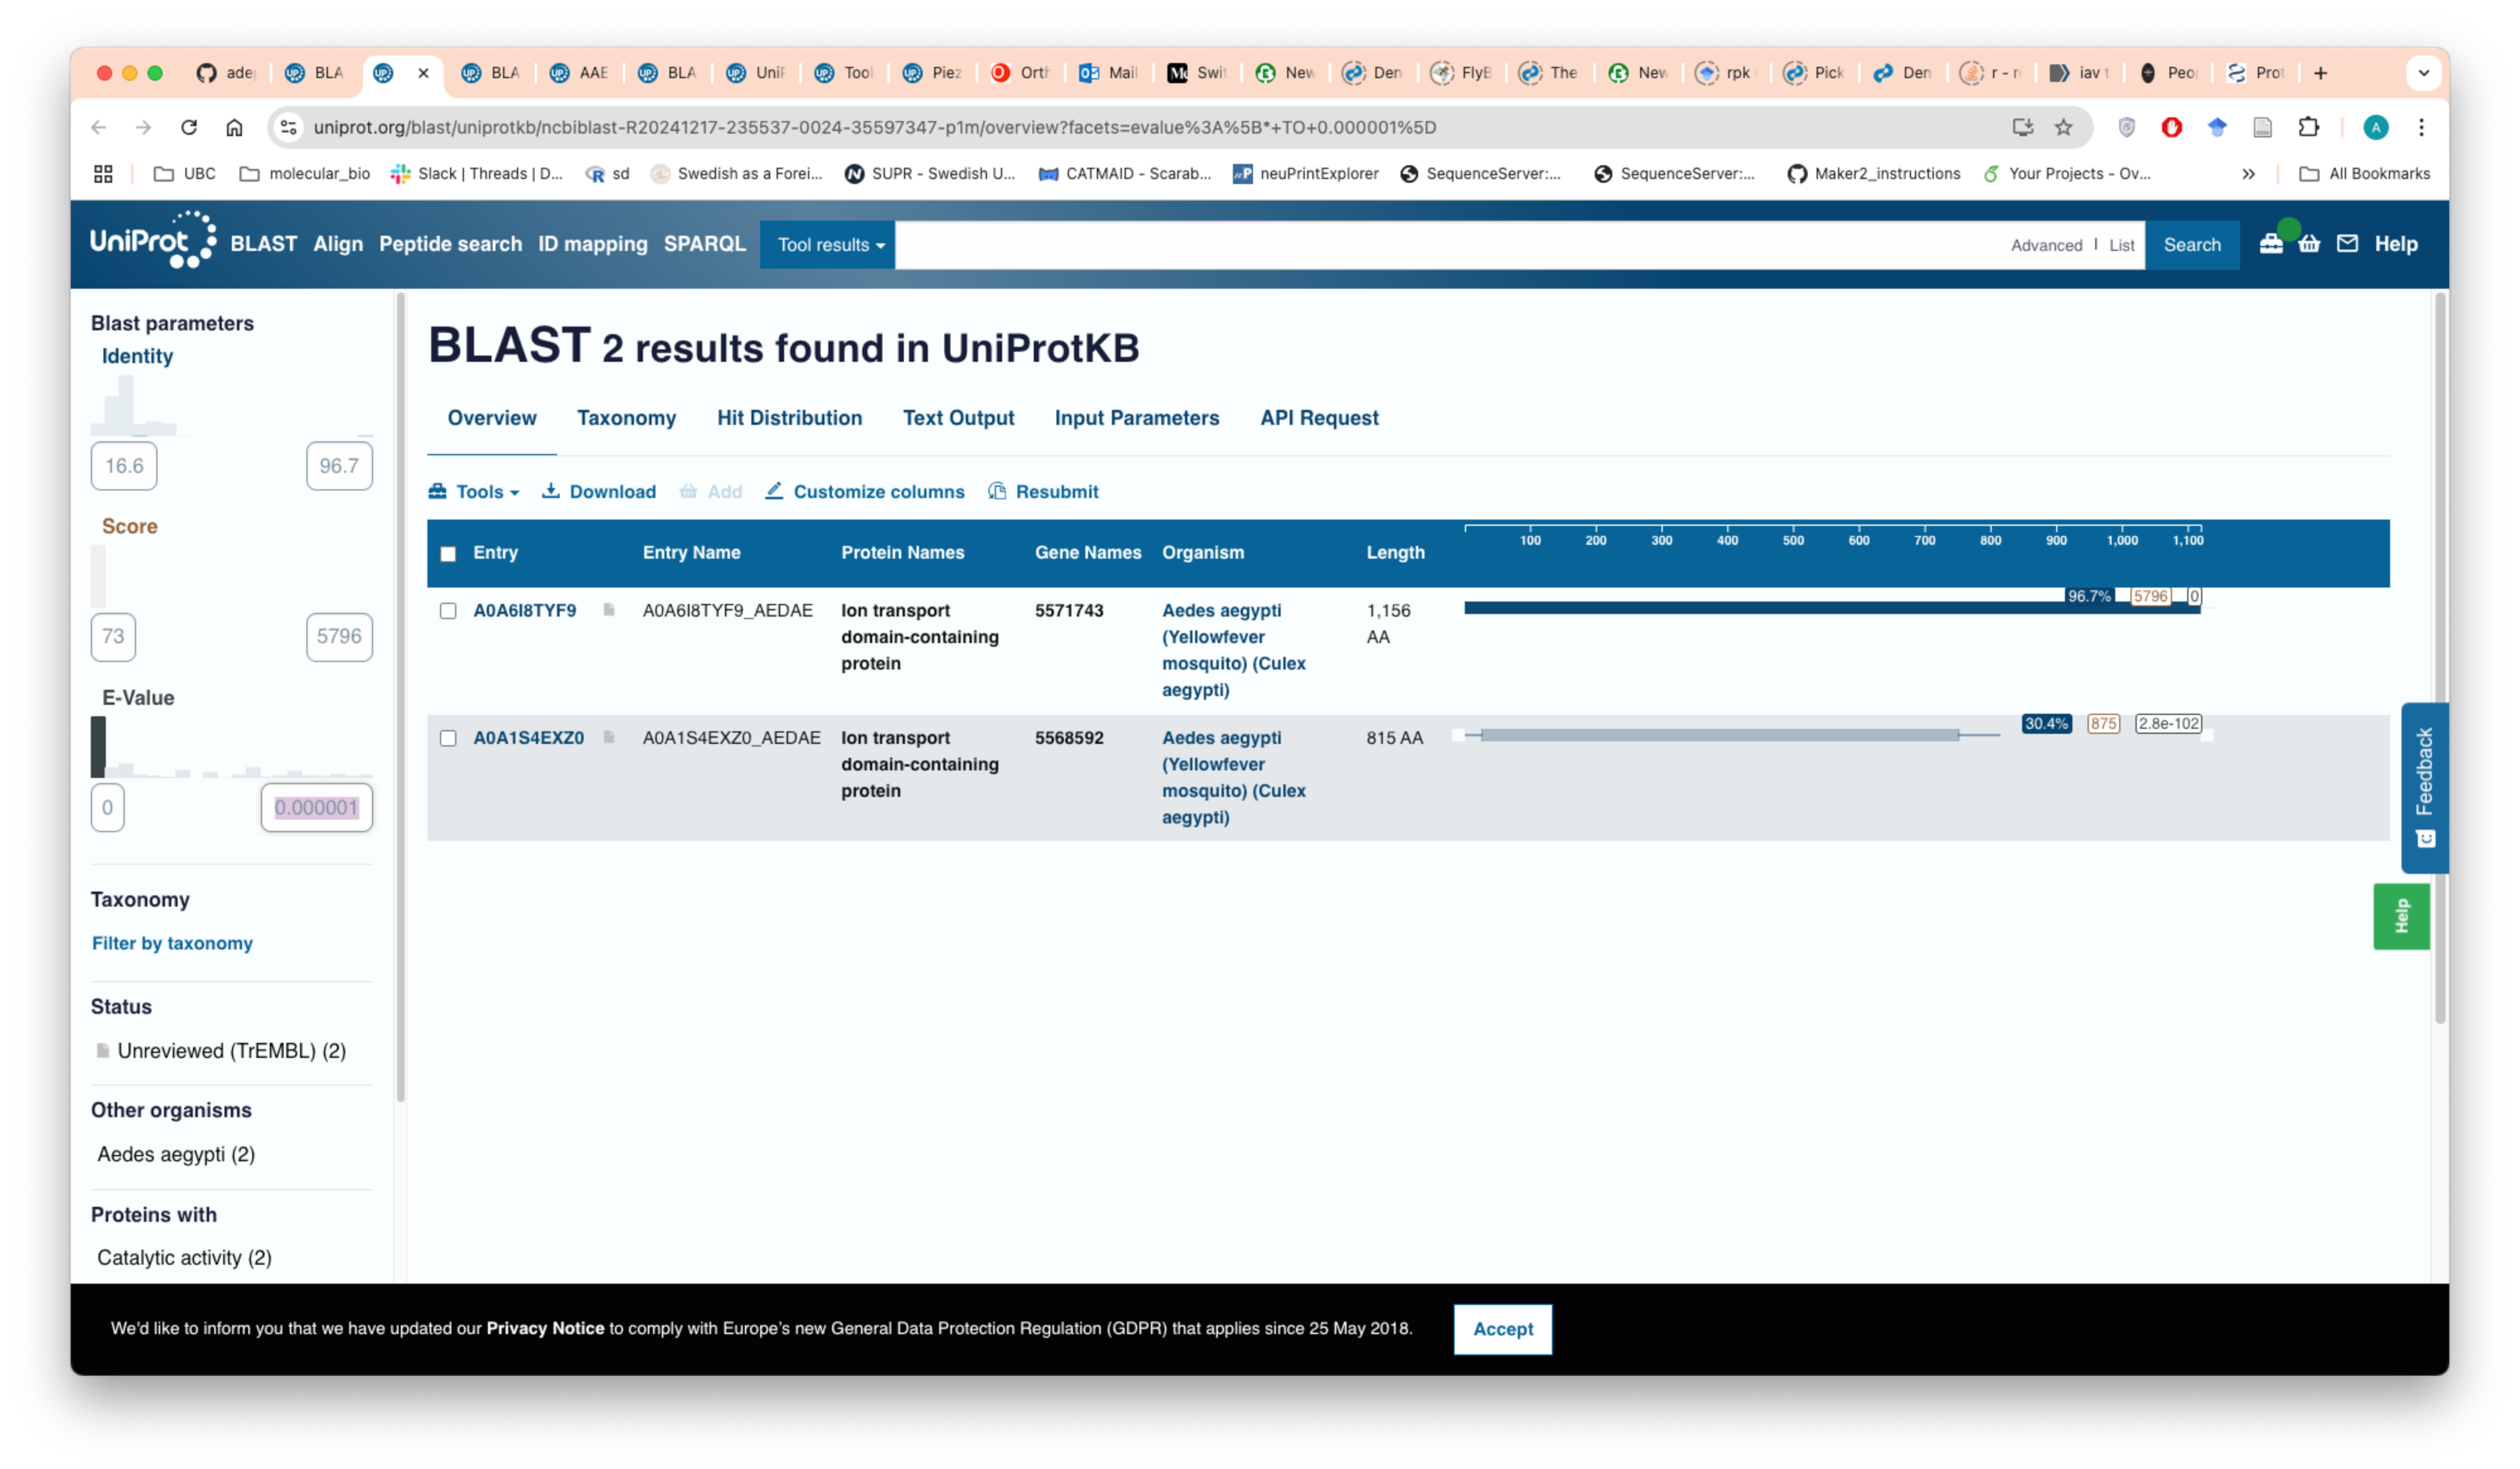 ade BLA BLA AAE BLA UniF Tool Piez Orth Mail Swit New Den FlyB The New rpk Pick Den r - r iav t Peo Prot
uniprot.org/blast/uniprotkb/ncbiblast-R20241217-235537-0024-35597347-p1m/overview?facets=evalue%3A%5B*+TO+0.000001%5D A
UBC molecular_bio Slack | Threads | D... sd Swedish as a Forei... SUPR - Swedish U... CATMAID - Scarab... neuPrintExplorer SequenceServer:... SequenceServer:... Maker2_instructions Your Projects - Ov... » All Bookmarks
UniProt BLAST Align Peptide search ID mapping SPARQL Tool results Advanced | List Search Help
Blast parameters
Identity
16.6 96.7
Score
73 5796
E-Value
0 0.000001
Taxonomy
Filter by taxonomy
Status
Unreviewed (TrEMBL) (2)
Other organisms
Aedes aegypti (2)
Proteins with
Catalytic activity (2)
BLAST 2 results found in UniProtKB
Overview Taxonomy Hit Distribution Text Output Input Parameters API Request
Tools Download Add Customize columns Resubmit
Entry Entry Name Protein Names Gene Names Organism Length 100 200 300 400 500 600 700 800 900 1,000 1,100
A0A6I8TYF9 A0A6I8TYF9_AEDAE Ion transport 5571743 Aedes aegypti 1,156 96.7% 5796 0
domain-containing (Yellowfever AA
protein mosquito) (Culex
aegypti)
A0A1S4EXZ0 A0A1S4EXZ0_AEDAE Ion transport 5568592 Aedes aegypti 815 AA 30.4% 875 2.8e-102
domain-containing (Yellowfever
protein mosquito) (Culex
aegypti)
Feedback
Help
We'd like to inform you that we have updated our Privacy Notice to comply with Europe's new General Data Protection Regulation (GDPR) that applies since 25 May 2018. Accept